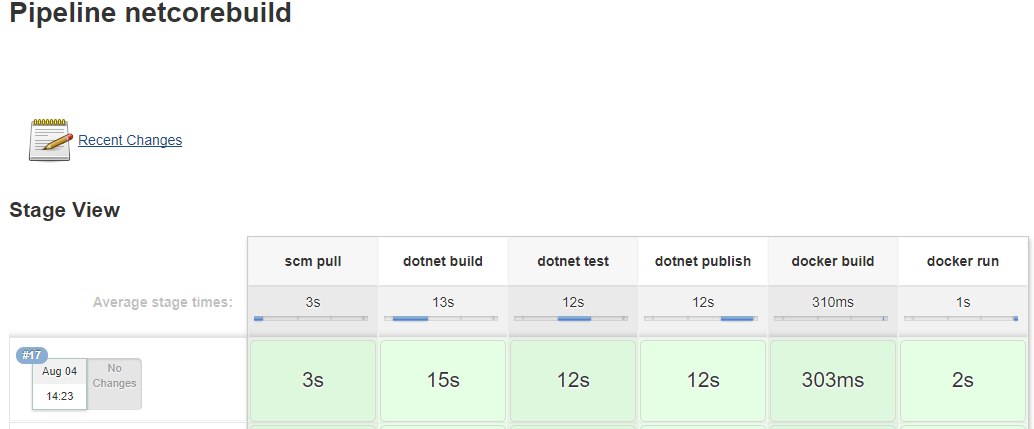 Pipeline netcorebuild
Recent Changes
Stage View
scm pull dotnet build dotnet test dotnet publish docker build docker run
Average stage times: 3s 13s 12s 12s 310ms 1s
#17
Aug 04
14:23
No
Changes
3s 15s 12s 12s 303ms 2s